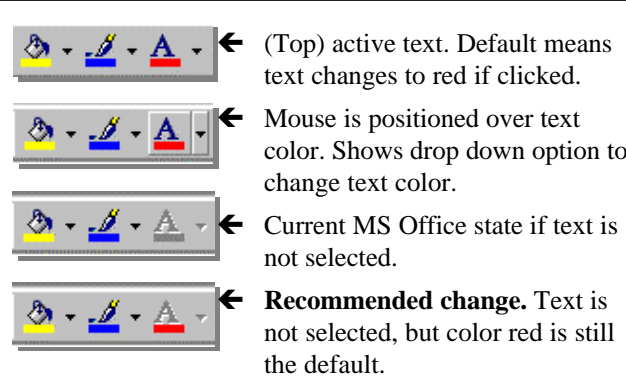 (Top) active text. Default means
text changes to red if clicked.
Mouse is positioned over text
color. Shows drop down option to
change text color.
Current MS Office state if text is
not selected.
Recommended change. Text is
not selected, but color red is still
the default.